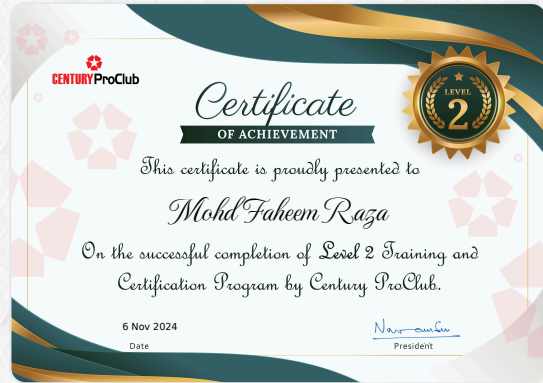 CENTURY ProClub
Certificate
OF ACHIEVEMENT
LEVEL
2
This certificate is proudly presented to
Mohd Faheem Raza
On the successful completion of Level 2 Training and
Certification Program by Century ProClub.
6 Nov 2024
Date
President